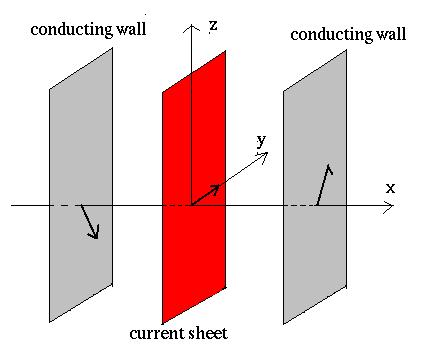 conducting wall
z
conducting wall
y
x
current sheet